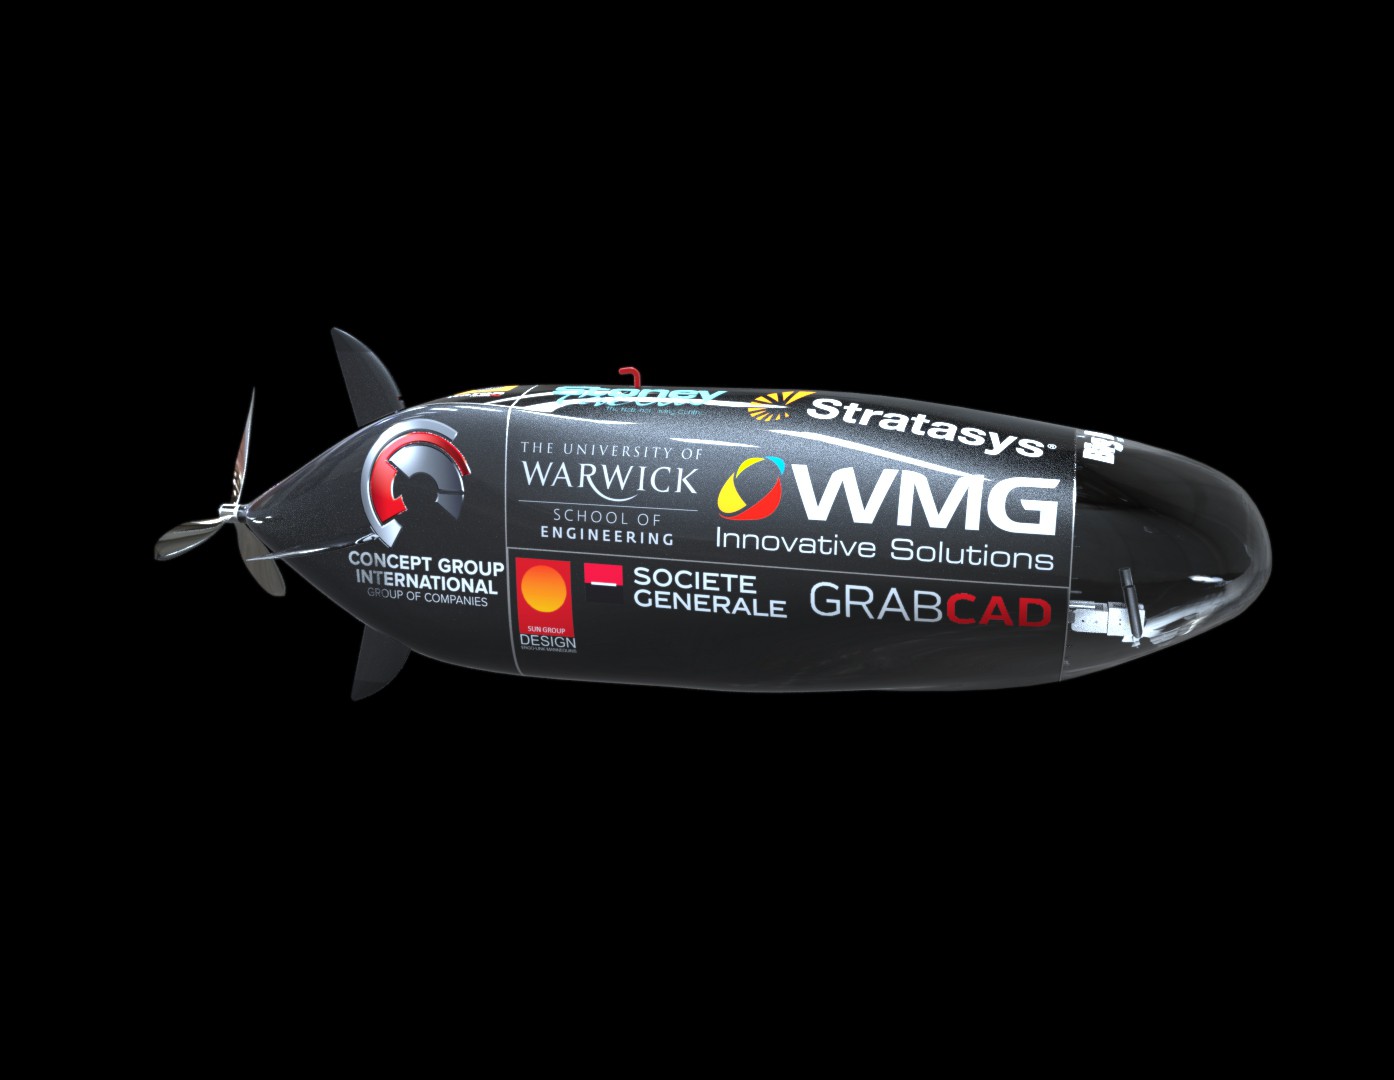 Stoney
Stratasys®
THE UNIVERSITY OF
WARWICK
SCHOOL OF
ENGINEERING
WMG
Innovative Solutions
CONCEPT GROUP
INTERNATIONAL
GROUP OF COMPANIES
SUN GROUP
DESIGN
SOCIETE
GENERALE
GRABCAD